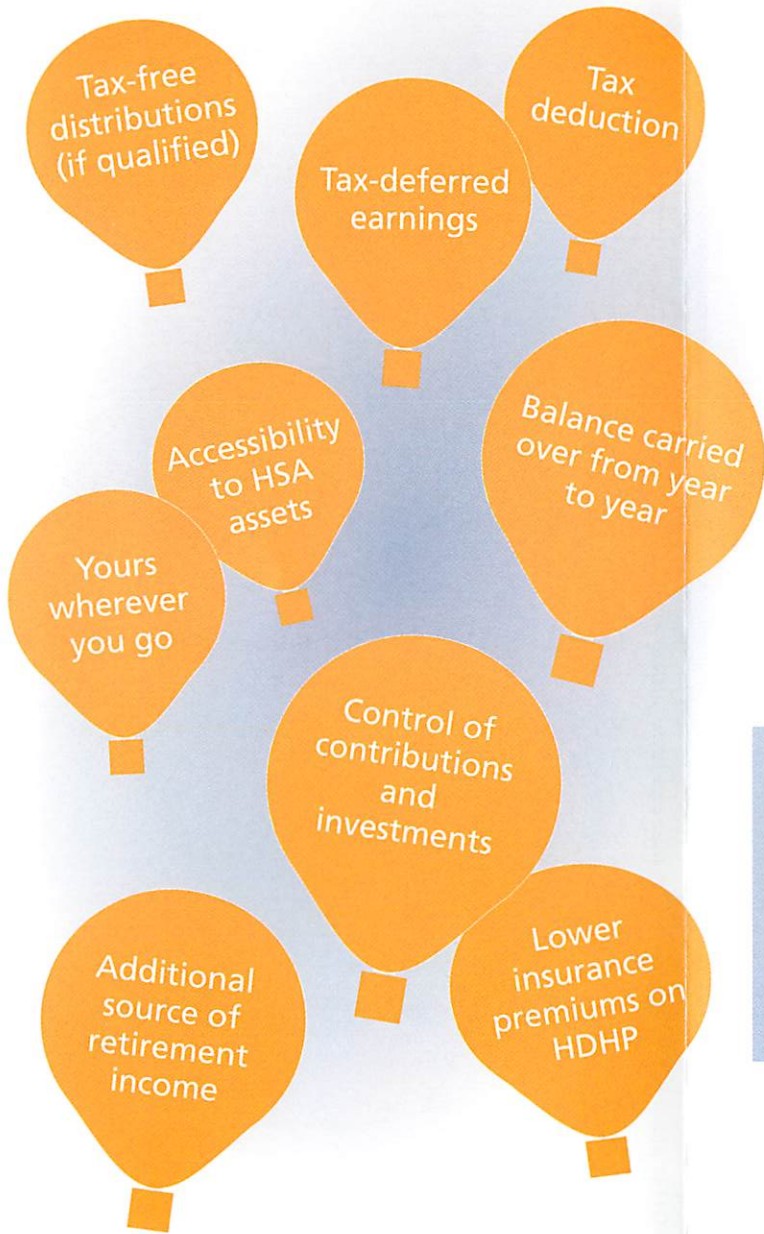 Tax-free
distributions
(if qualified)
Tax-deferred
earnings
Tax
deduction
Accessibility
to HSA
assets
Balance carried
over from year
to year
Yours
wherever
you go
Control of
contributions
and
investments
Additional
source of
retirement
income
Lower
insurance
premiums on
HDHP